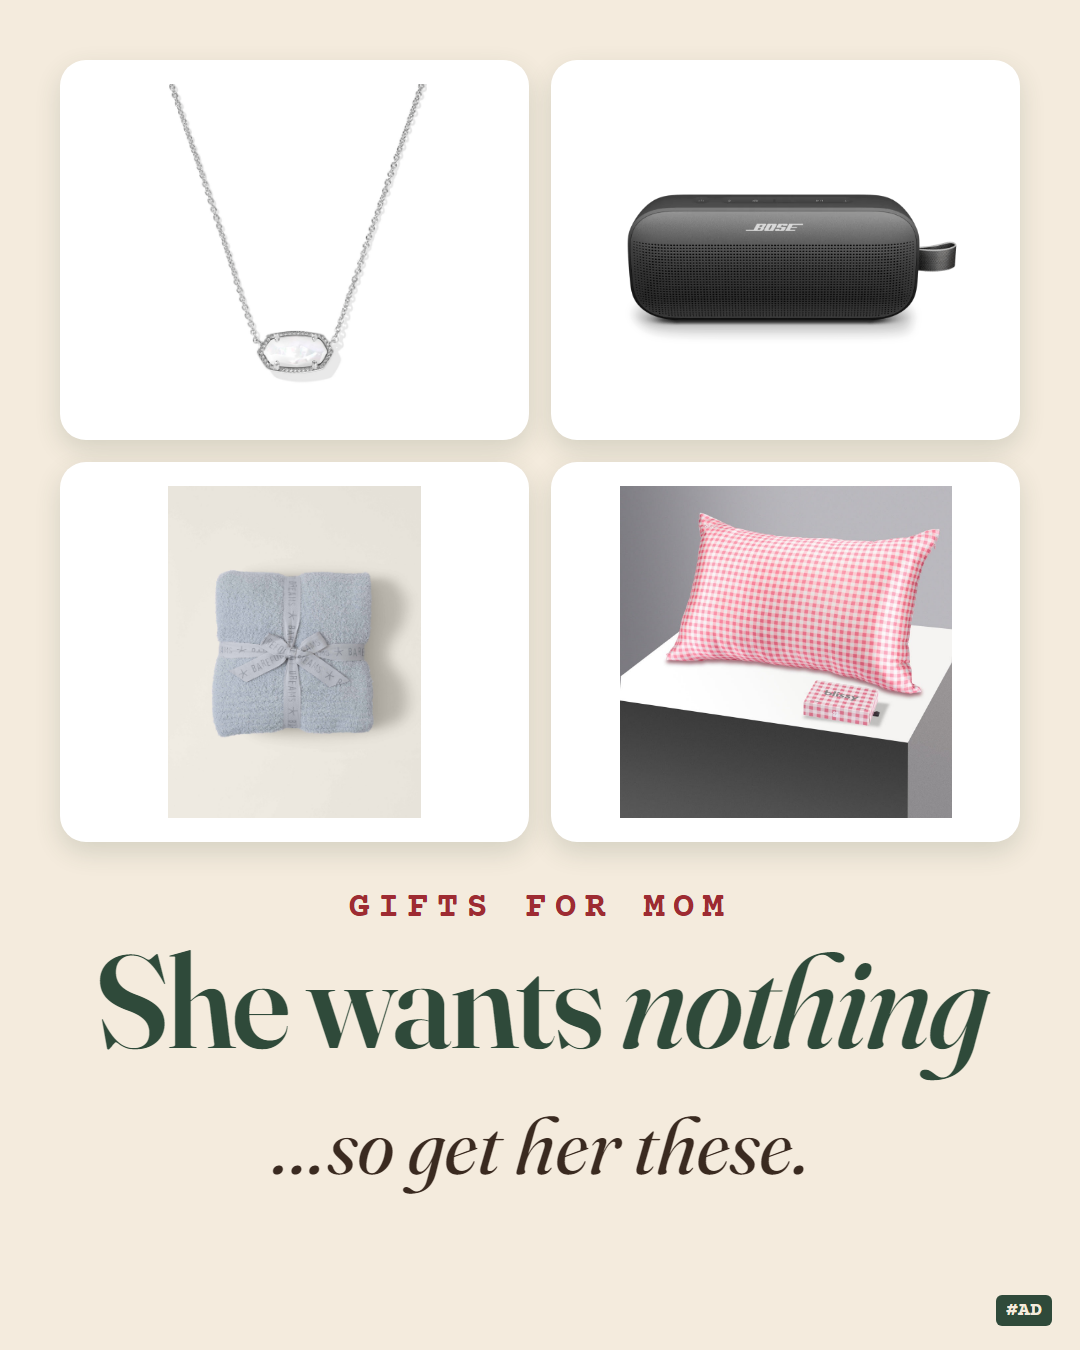 BOSE
GIFTS FOR MOM
She wants nothing
...so get her these.
#AD